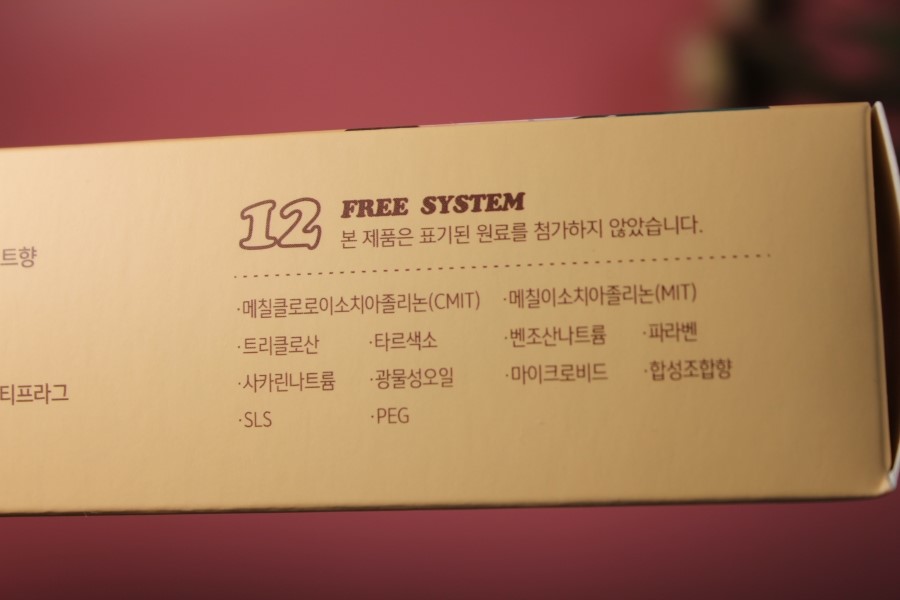 12 FREE SYSTEM
본 제품은 표기된 원료를 첨가하지 않았습니다.
트향
·메칠클로로이소치아졸리논(CMIT) ·메칠이소치아졸리논(MIT)
·트리클로산 ·타르색소 ·벤조산나트륨 ·파라벤
·사카린나트륨 ·광물성오일 ·마이크로비드 ·합성조합향
티프라그
·SLS ·PEG